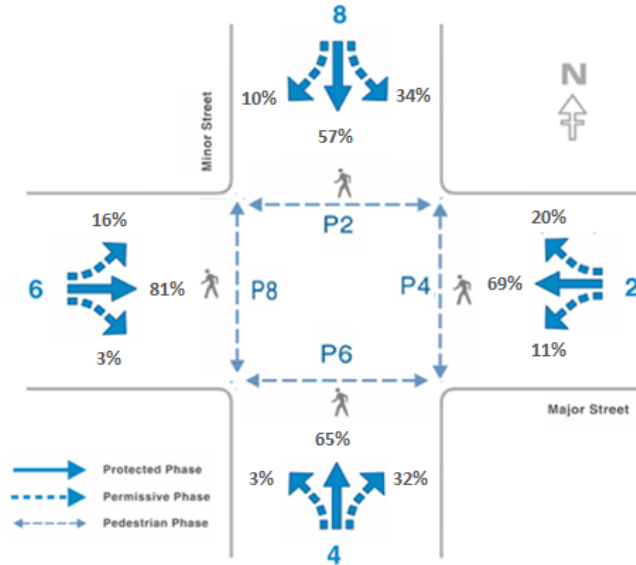 8
N
10%
34%
57%
Minor Street
P2
16%
20%
6
81%
P8
P4
69%
2
3%
11%
P6
Major Street
65%
3%
32%
4
Protected Phase
Permissive Phase
Pedestrian Phase